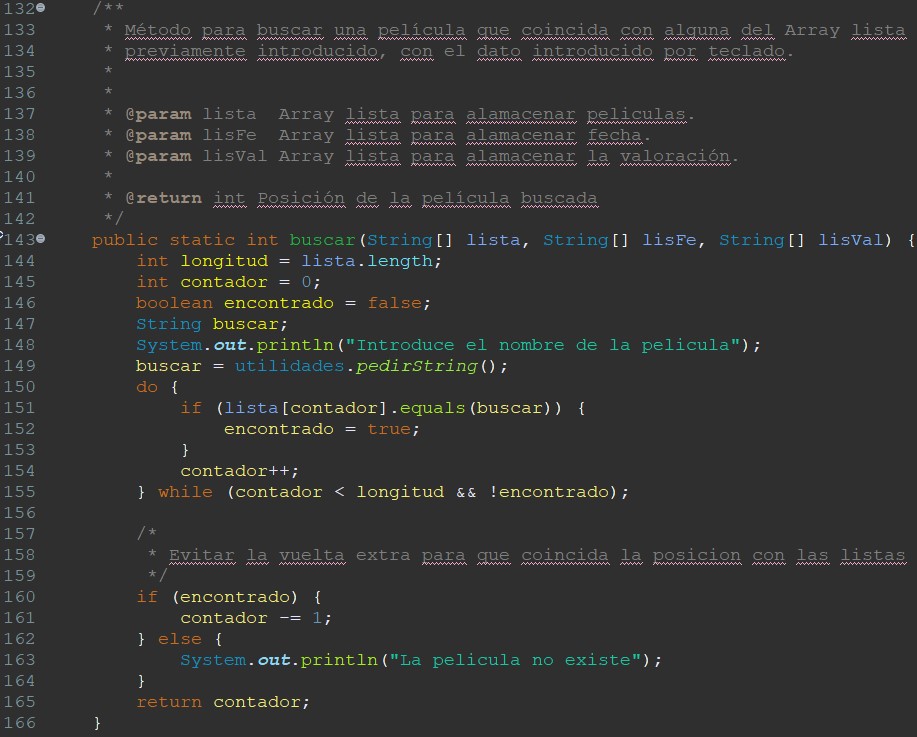 132 /**
133 * Método para buscar una película que coincida con alguna del Array lista
134 * previamente introducido, con el dato introducido por teclado.
135 *
136 *
137 * @param lista  Array lista para alamacenar peliculas.
138 * @param lisFe  Array lista para alamacenar fecha.
139 * @param lisVal Array lista para alamacenar la valoración.
140 *
141 * @return int Posición de la película buscada
142 */
143 public static int buscar(String[] lista, String[] lisFe, String[] lisVal) {
144 int longitud = lista.length;
145 int contador = 0;
146 boolean encontrado = false;
147 String buscar;
148 System.out.println("Introduce el nombre de la pelicula");
149 buscar = utilidades.pedirString();
150 do {
151 if (lista[contador].equals(buscar)) {
152 encontrado = true;
153 }
154 contador++;
155 } while (contador < longitud && !encontrado);
156
157 /*
158 * Evitar la vuelta extra para que coincida la posicion con las listas
159 */
160 if (encontrado) {
161 contador -= 1;
162 } else {
163 System.out.println("La pelicula no existe");
164 }
165 return contador;
166 }